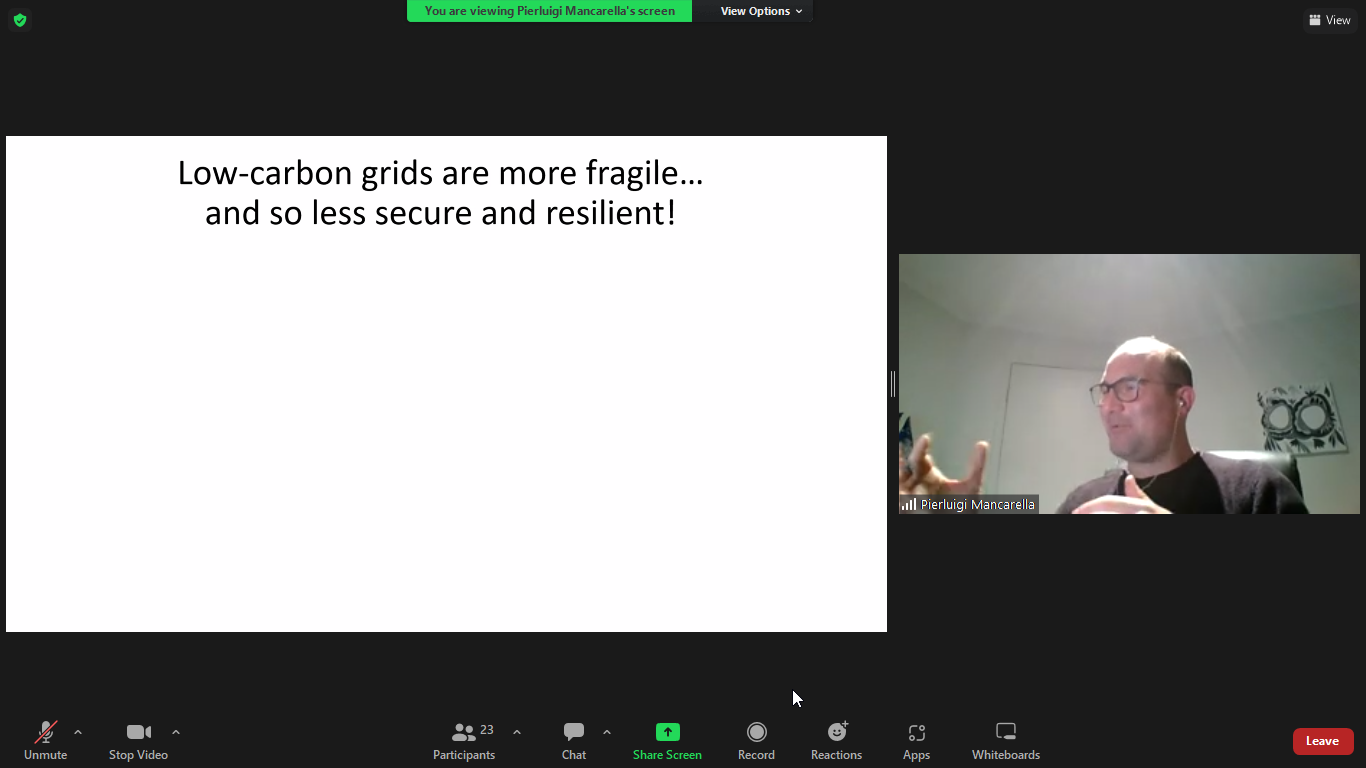 You are viewing Pierluigi Mancarella's screen
View Options
View
Low-carbon grids are more fragile...
and so less secure and resilient!
Pierluigi Mancarella
Unmute
Stop Video
Participants
23
Chat
Share Screen
Record
Reactions
Apps
Whiteboards
Leave